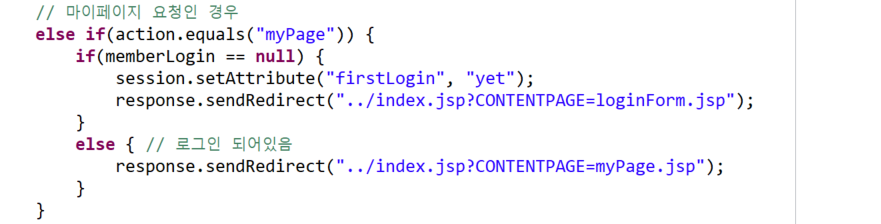 // 마이페이지 요청인 경우
else if(action.equals("myPage")) {
    if(memberLogin == null) {
        session.setAttribute("firstLogin", "yet");
        response.sendRedirect("../index.jsp?CONTENTPAGE=loginForm.jsp");
    }
    else { // 로그인 되어있음
        response.sendRedirect("../index.jsp?CONTENTPAGE=myPage.jsp");
    }
}